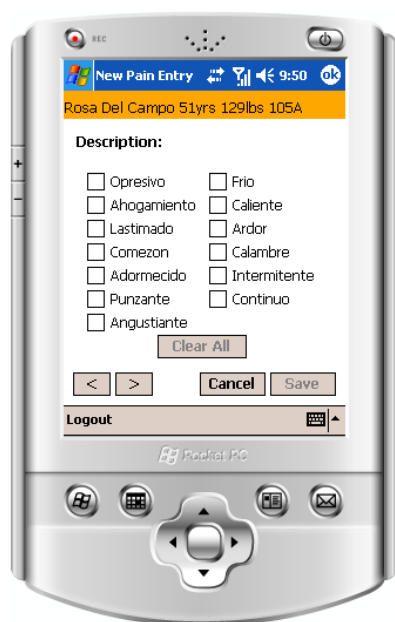 REC
New Pain Entry 9:50 ok
Rosa Del Campo 51yrs 129lbs 105A
Description:
Opresivo Frio
Ahogamiento Caliente
Lastimado Ardor
Comezon Calambre
Adormecido Intermitente
Punzante Continuo
Angustiante
Clear All
< > Cancel Save
Logout
Pocket PC